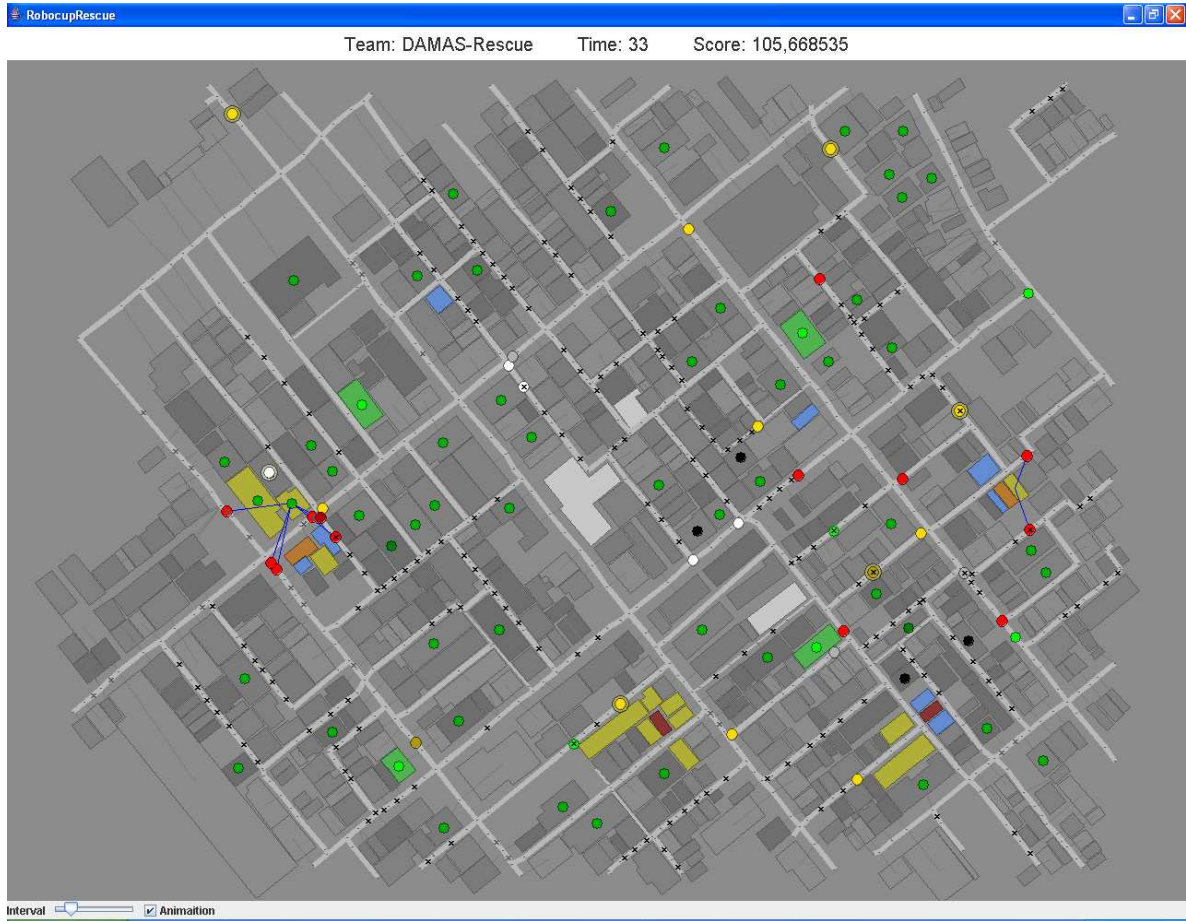 RobocupRescue
Team: DAMAS-Rescue Time: 33 Score: 105,668535
Interval Animaition